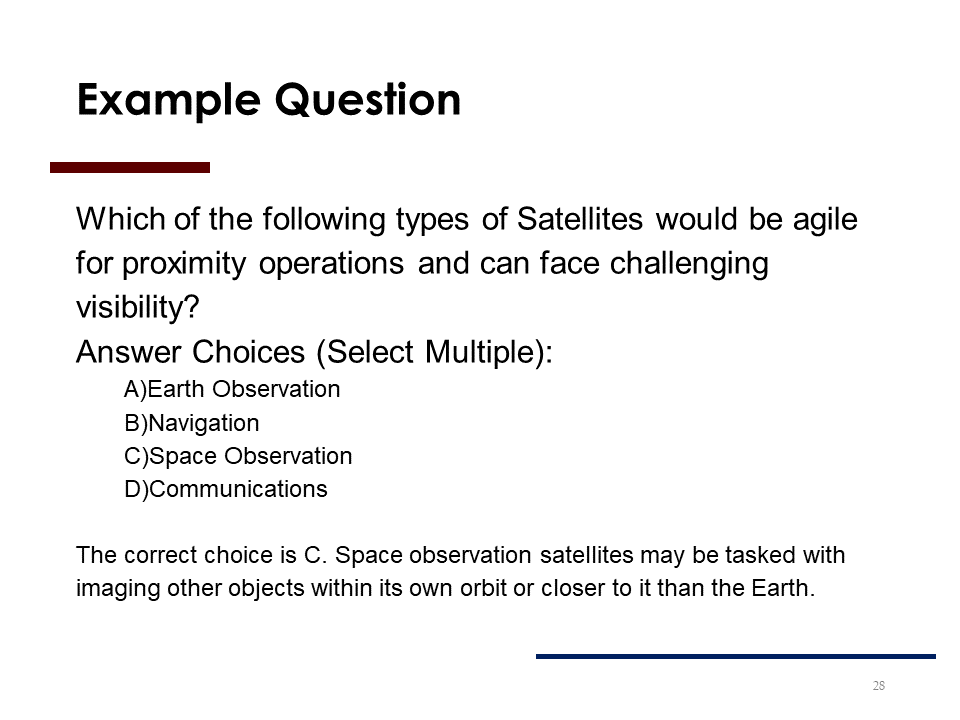 Example Question
Which of the following types of Satellites would be agile
for proximity operations and can face challenging
visibility?
Answer Choices (Select Multiple):
A)Earth Observation
B)Navigation
C)Space Observation
D)Communications
The correct choice is C. Space observation satellites may be tasked with
imaging other objects within its own orbit or closer to it than the Earth.
28